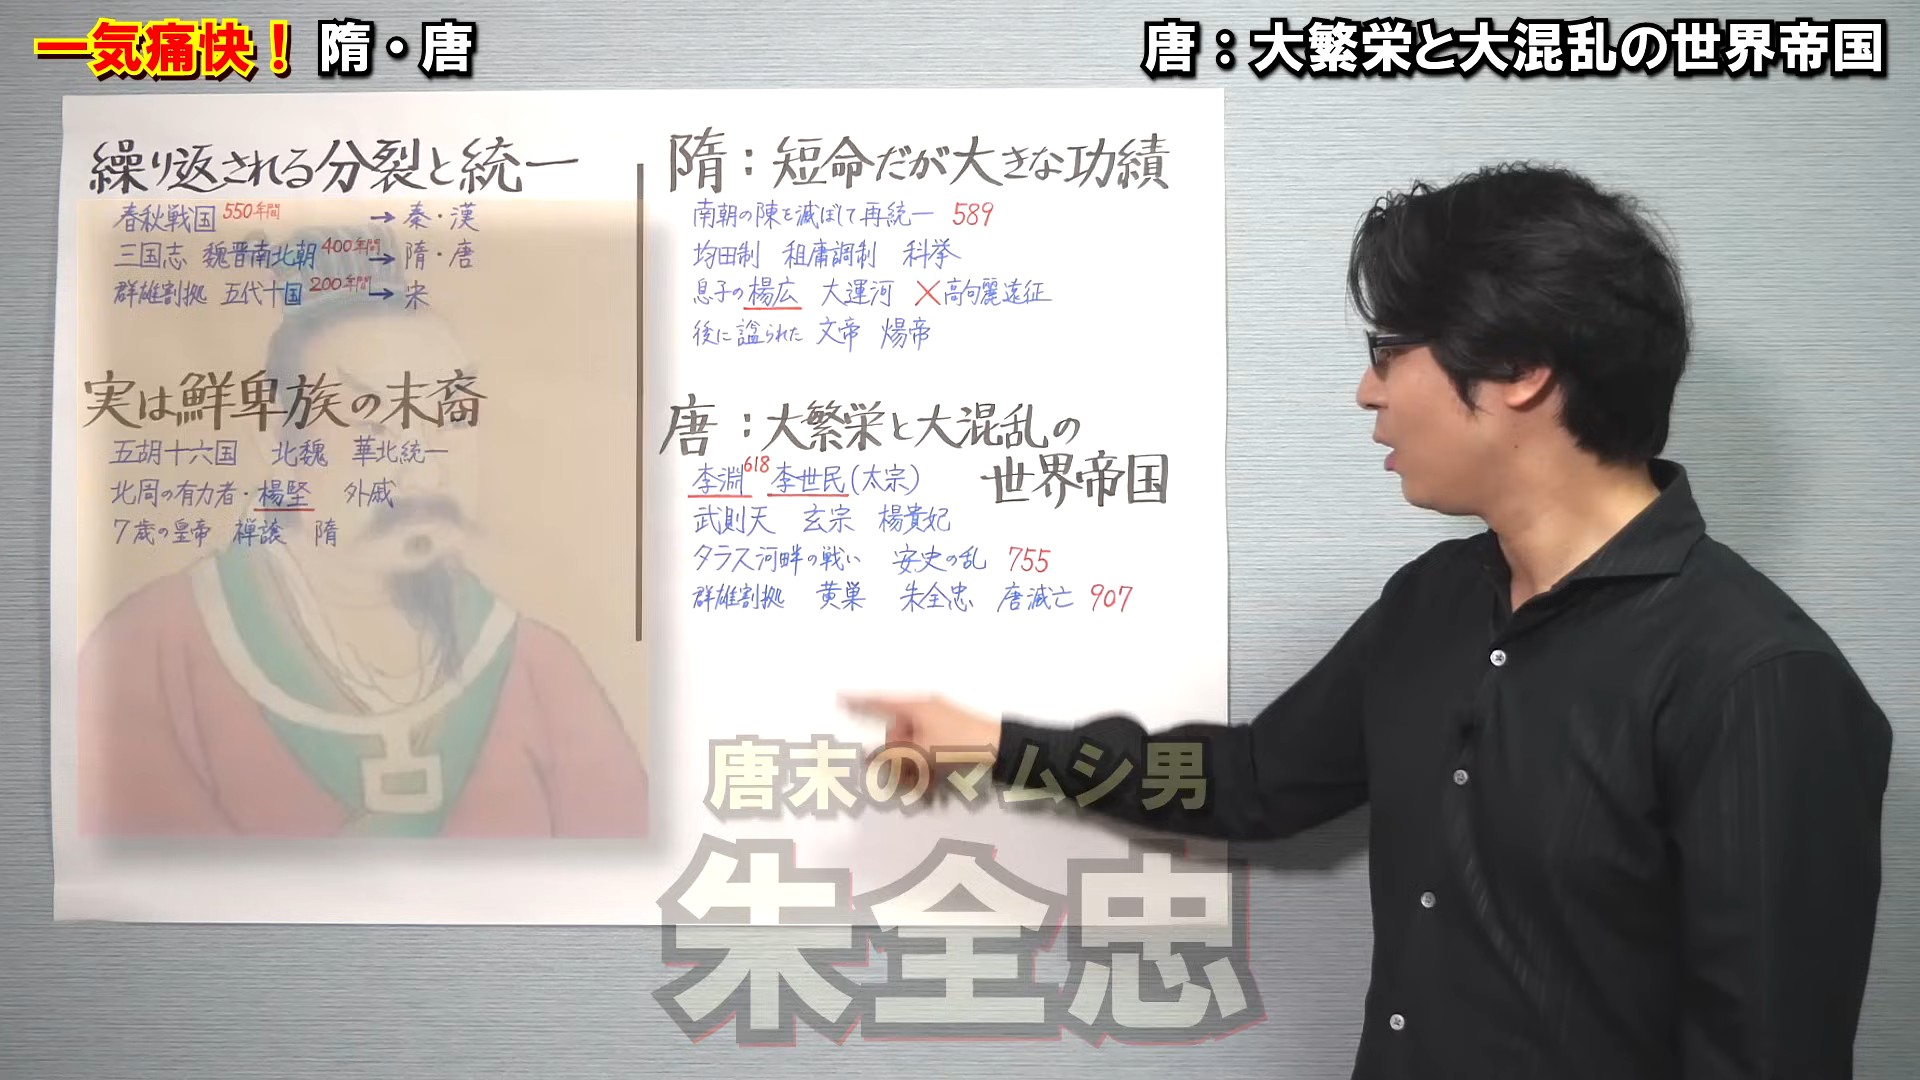 一気痛快！ 隋・唐
唐：大繁栄と大混乱の世界帝国
繰り返される分裂と統一
春秋戦国 550年間 → 秦・漢
三国志 魏晋南北朝 400年間 → 隋・唐
群雄割拠 五代十国 200年間 → 宋
実は鮮卑族の末裔
五胡十六国 北魏 華北統一
北周の有力者・楊堅 外戚
7歳の皇帝 禅譲 隋
隋：短命だが大きな功績
南朝の陳を滅ぼして再統一 589
均田制 租庸調制 科挙
息子の楊広 大運河 ×高句麗遠征
後に諡られた 文帝 煬帝
唐：大繁栄と大混乱の
世界帝国
李淵 618 李世民(太宗)
武則天 玄宗 楊貴妃
タラス河畔の戦い 安史の乱 755
群雄割拠 黄巣 朱全忠 唐滅亡 907
唐末のマムシ男
朱全忠